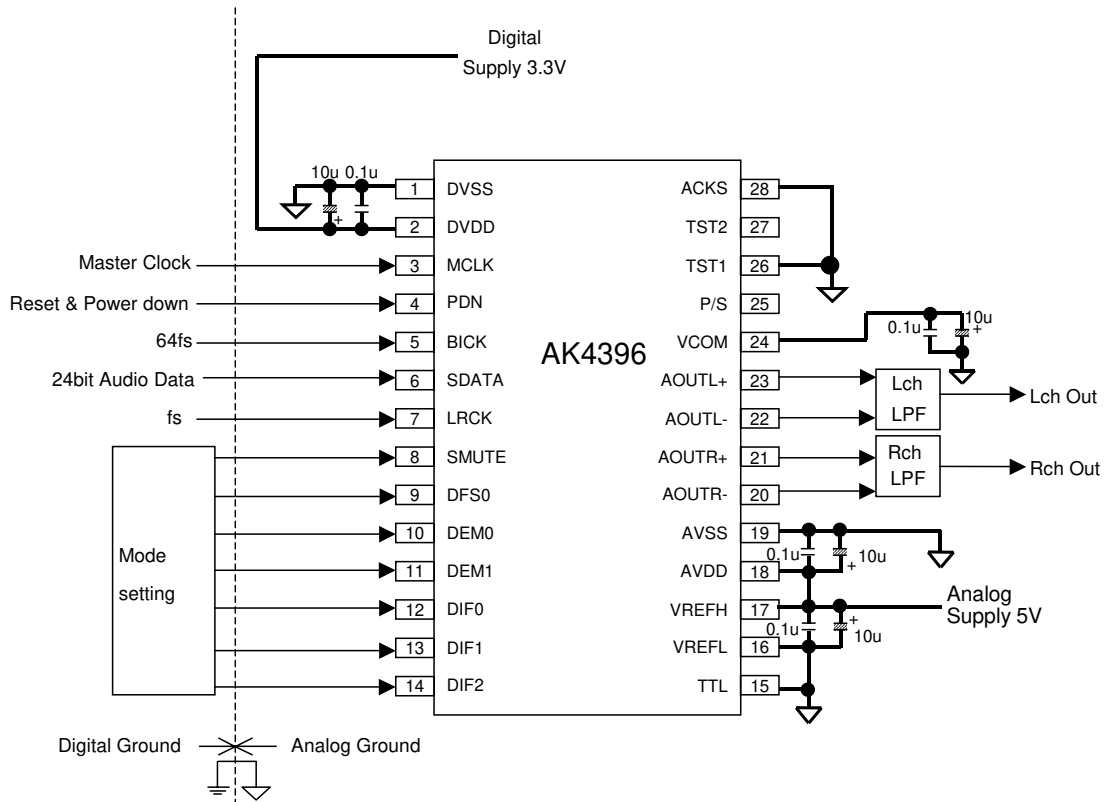 Digital
Supply 3.3V
10u 0.1u
+
1 DVSS
2 DVDD
Master Clock 3 MCLK
Reset & Power down 4 PDN
64fs 5 BICK
24bit Audio Data 6 SDATA
fs 7 LRCK
8 SMUTE
9 DFS0
10 DEM0
11 DEM1
12 DIF0
13 DIF1
14 DIF2
Mode
setting
AK4396
ACKS 28
TST2 27
TST1 26
P/S 25
VCOM 24
0.1u 10u
+
AOUTL+ 23
AOUTL- 22
Lch
LPF
Lch Out
AOUTR+ 21
AOUTR- 20
Rch
LPF
Rch Out
AVSS 19
0.1u 10u
+
AVDD 18
VREFH 17
Analog
Supply 5V
0.1u 10u
+
VREFL 16
TTL 15
Digital Ground Analog Ground